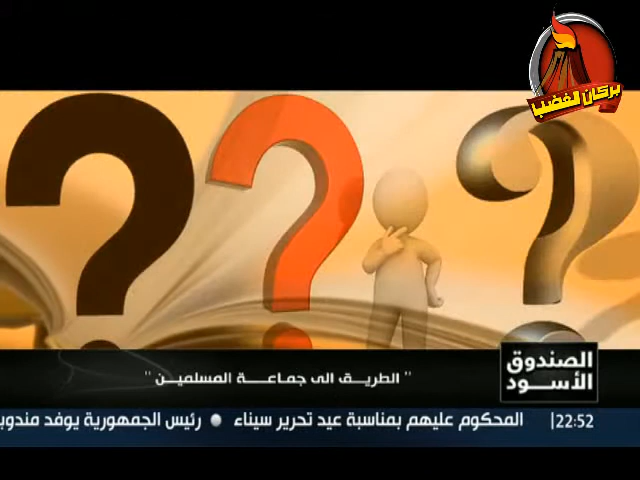 بركان الغضب
الصندوق
الأسود
" الطريق الى جماعة المسلمين "
22:52 المحكوم عليهم بمناسبة عيد تحرير سيناء ● رئيس الجمهورية يوفد مندوبا